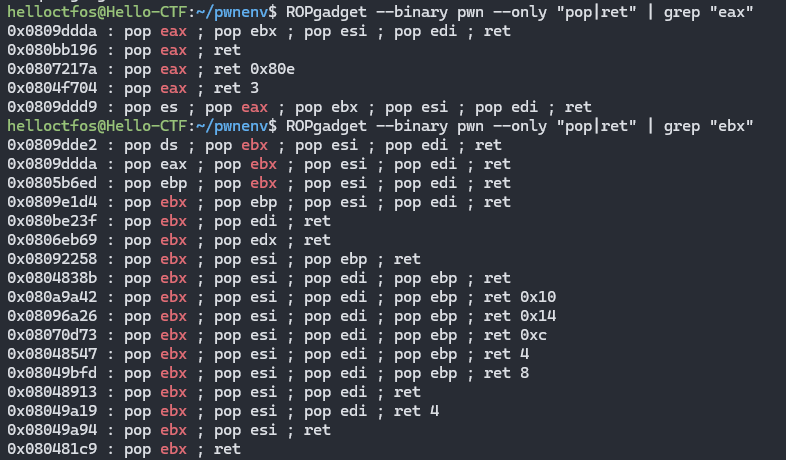 helloctfos@Hello-CTF:~/pwnenv$ ROPgadget --binary pwn --only "pop|ret" | grep "eax"
0x0809ddda : pop eax ; pop ebx ; pop esi ; pop edi ; ret
0x080bb196 : pop eax ; ret
0x0807217a : pop eax ; ret 0x80e
0x0804f704 : pop eax ; ret 3
0x0809ddd9 : pop es ; pop eax ; pop ebx ; pop esi ; pop edi ; ret
helloctfos@Hello-CTF:~/pwnenv$ ROPgadget --binary pwn --only "pop|ret" | grep "ebx"
0x0809dde2 : pop ds ; pop ebx ; pop esi ; pop edi ; ret
0x0809ddda : pop eax ; pop ebx ; pop esi ; pop edi ; ret
0x0805b6ed : pop ebp ; pop ebx ; pop esi ; pop edi ; ret
0x0809e1d4 : pop ebx ; pop ebp ; pop esi ; pop edi ; ret
0x080be23f : pop ebx ; pop edi ; ret
0x0806eb69 : pop ebx ; pop edx ; ret
0x08092258 : pop ebx ; pop esi ; pop ebp ; ret
0x0804838b : pop ebx ; pop esi ; pop edi ; pop ebp ; ret
0x080a9a42 : pop ebx ; pop esi ; pop edi ; pop ebp ; ret 0x10
0x08096a26 : pop ebx ; pop esi ; pop edi ; pop ebp ; ret 0x14
0x08070d73 : pop ebx ; pop esi ; pop edi ; pop ebp ; ret 0xc
0x08048547 : pop ebx ; pop esi ; pop edi ; pop ebp ; ret 4
0x08049bfd : pop ebx ; pop esi ; pop edi ; pop ebp ; ret 8
0x08048913 : pop ebx ; pop esi ; pop edi ; ret
0x08049a19 : pop ebx ; pop esi ; pop edi ; ret 4
0x08049a94 : pop ebx ; pop esi ; ret
0x080481c9 : pop ebx ; ret